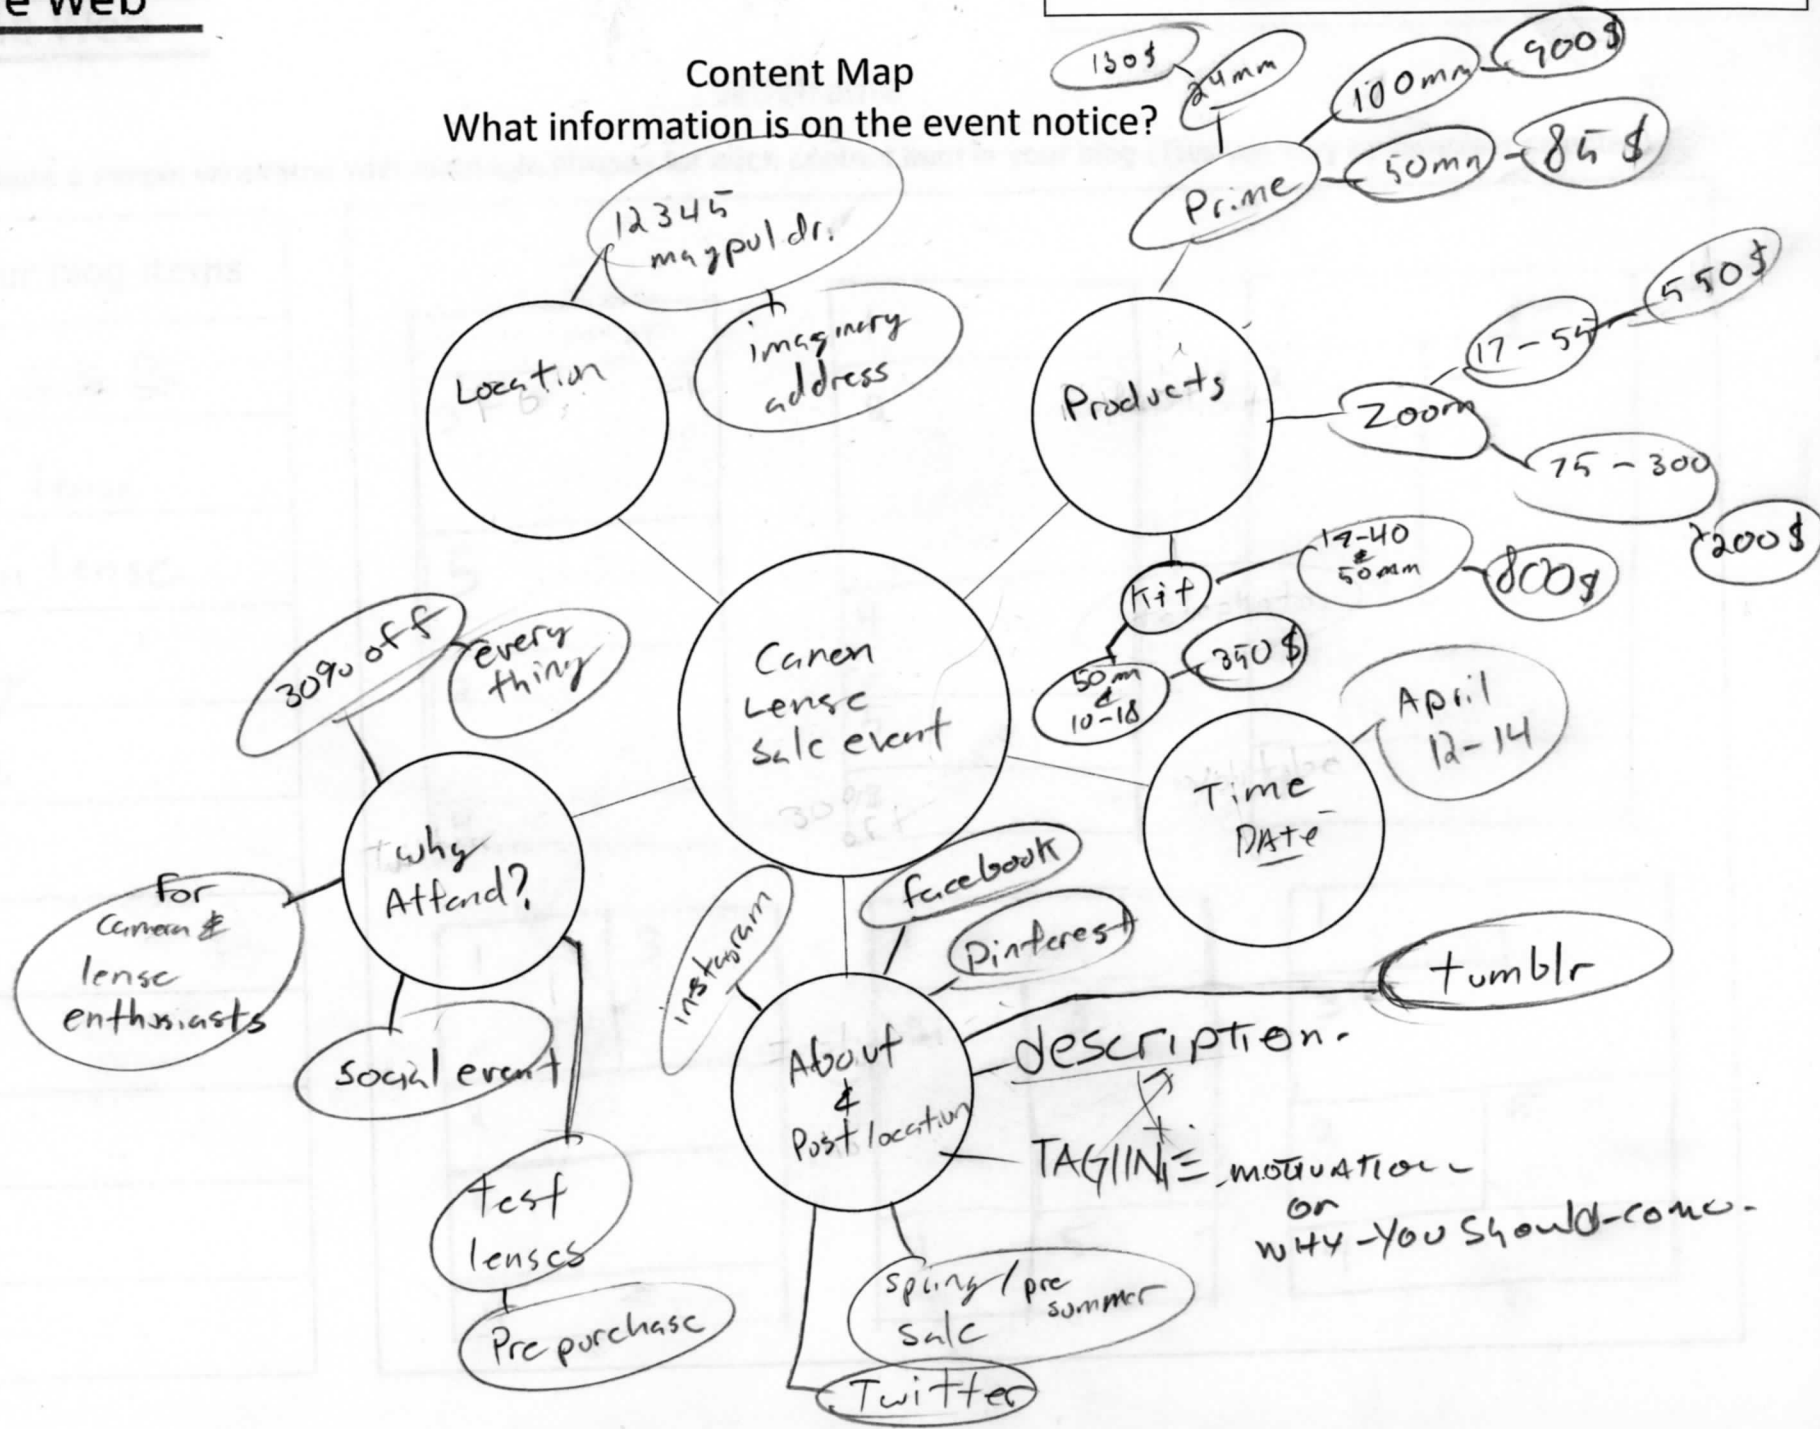 e Web
Content Map
What information is on the event notice?
130$
24mm
100mm
900$
50mm
85$
Prime
12345
magpul dr.
imaginary
address
Location
Products
Zoom
17-55
550$
75-300
200$
Kit
17-40
&
50mm
800$
50m
&
10-18
350$
30% off
every
thing
Canon
Lense
Sale event
April
12-14
Time
DATE
Why
Attend?
For
Camera &
lense
enthusiasts
Social event
test
lenses
Pre purchase
instagram
facebook
Pinterest
tumblr
About
&
Post location
description.
TAGlINE, motivation
or
WHY-You Should-come.
Spring/pre
summer
Sale
Twitter